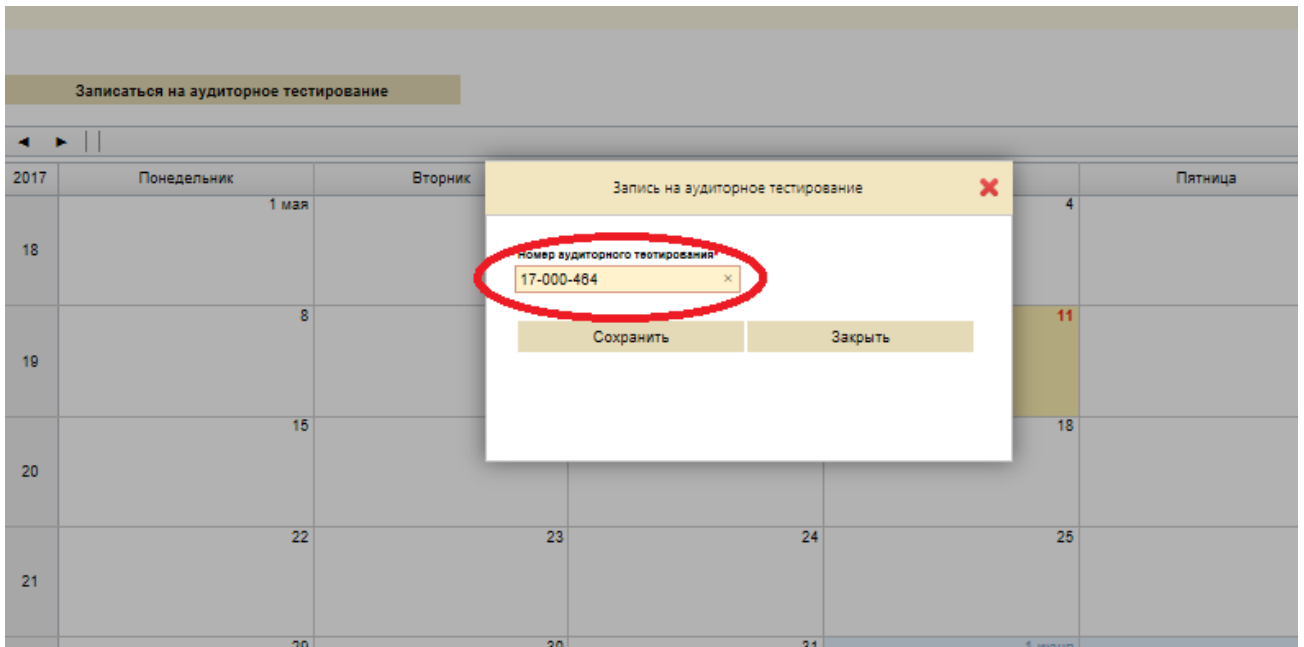 Записаться на аудиторное тестирование
2017 Понедельник Вторник Пятница
Запись на аудиторное тестирование
1 мая 4
18
Номер аудиторного тестирования*
17-000-464 ×
8 11
Сохранить Закрыть
19
15 18
20
22 23 24 25
21
29 30 31 1 июня